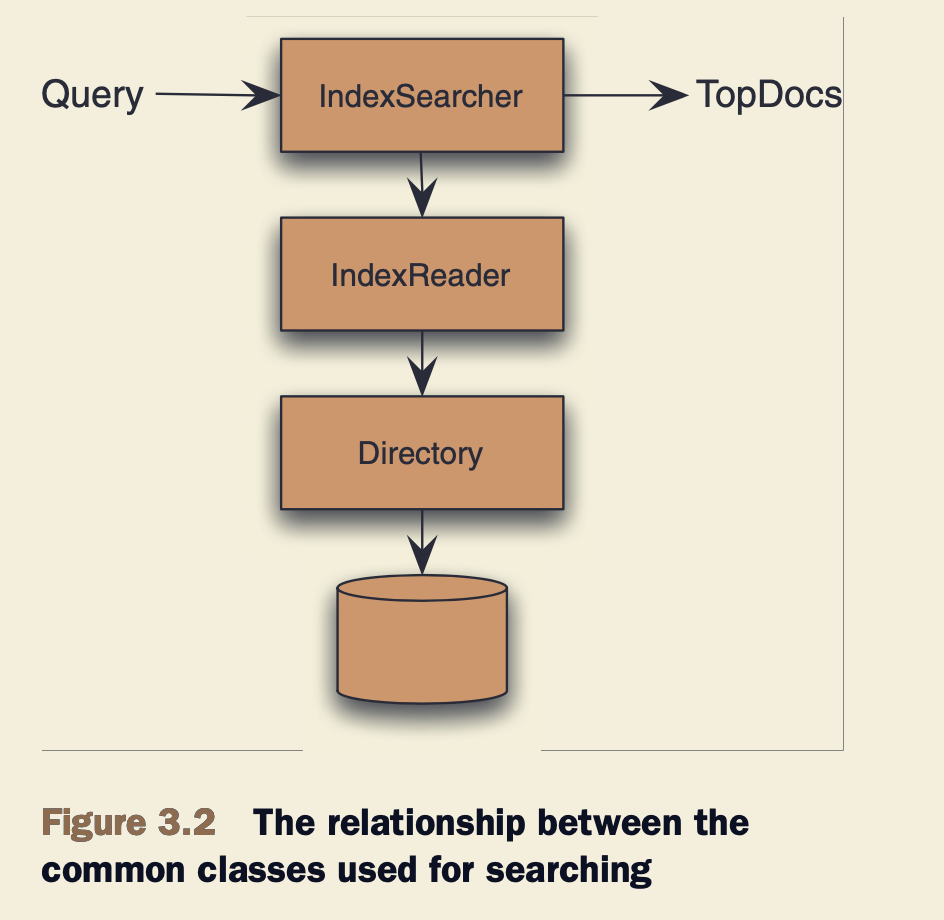 Query
IndexSearcher
TopDocs
IndexReader
Directory
Figure 3.2 The relationship between the
common classes used for searching